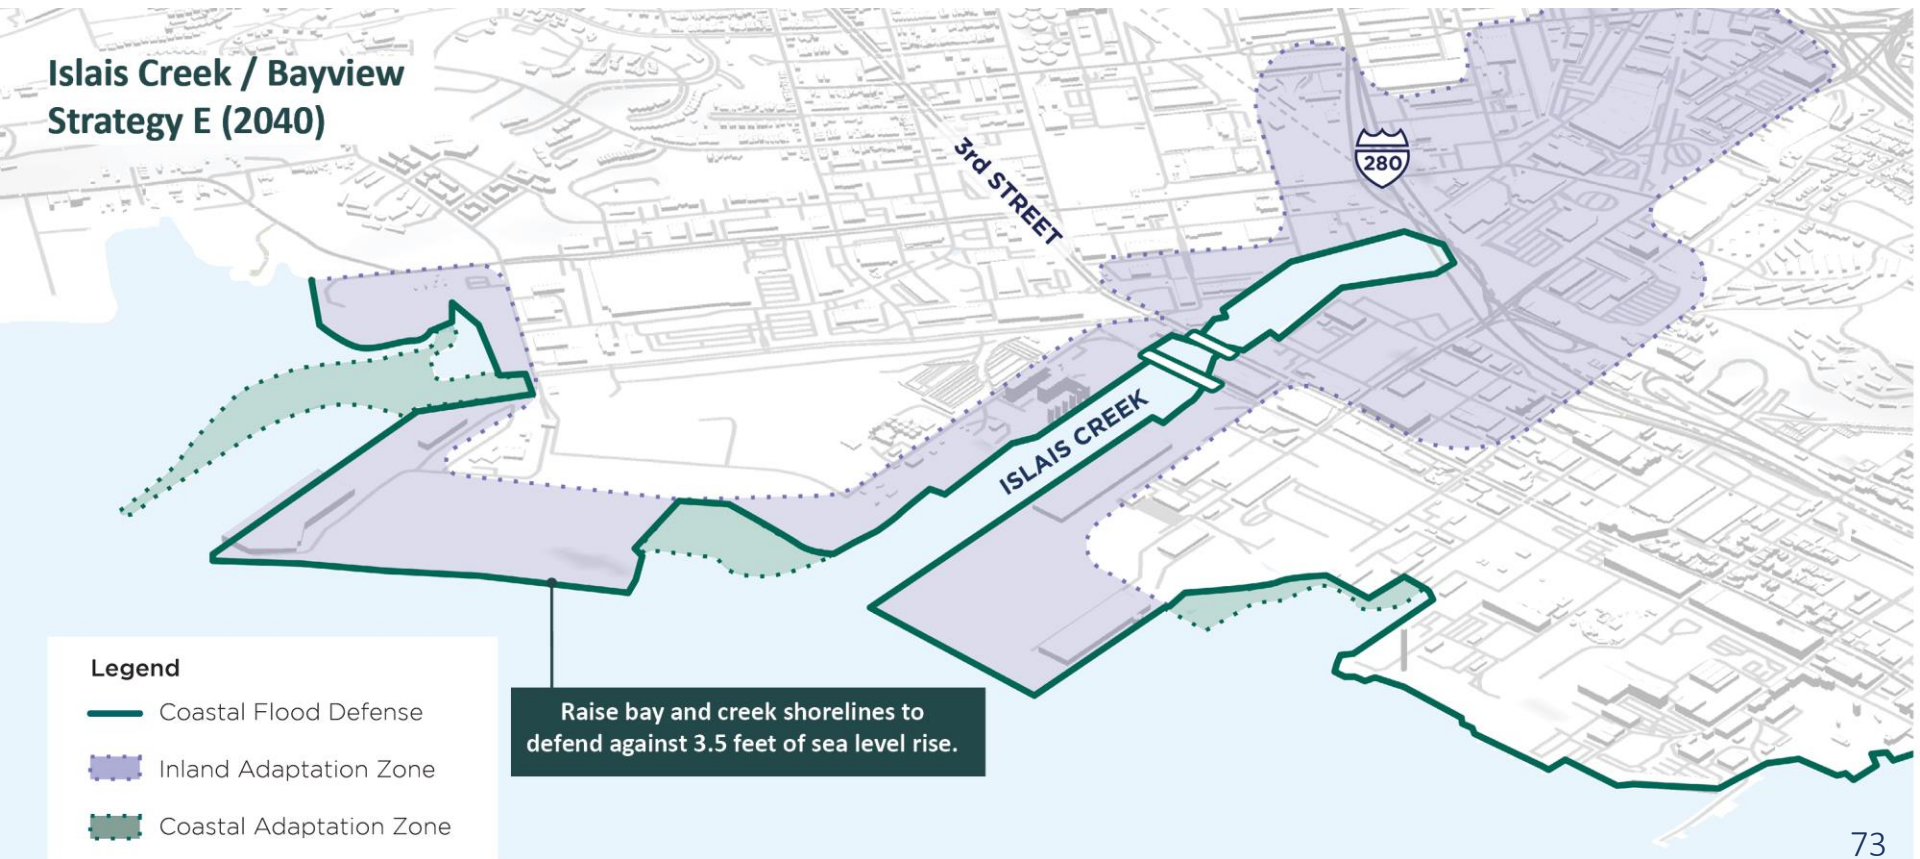 Islais Creek / Bayview
Strategy E (2040)
3rd STREET
280
ISLAIS CREEK
Raise bay and creek shorelines to
defend against 3.5 feet of sea level rise.
Legend
Coastal Flood Defense
Inland Adaptation Zone
Coastal Adaptation Zone
73